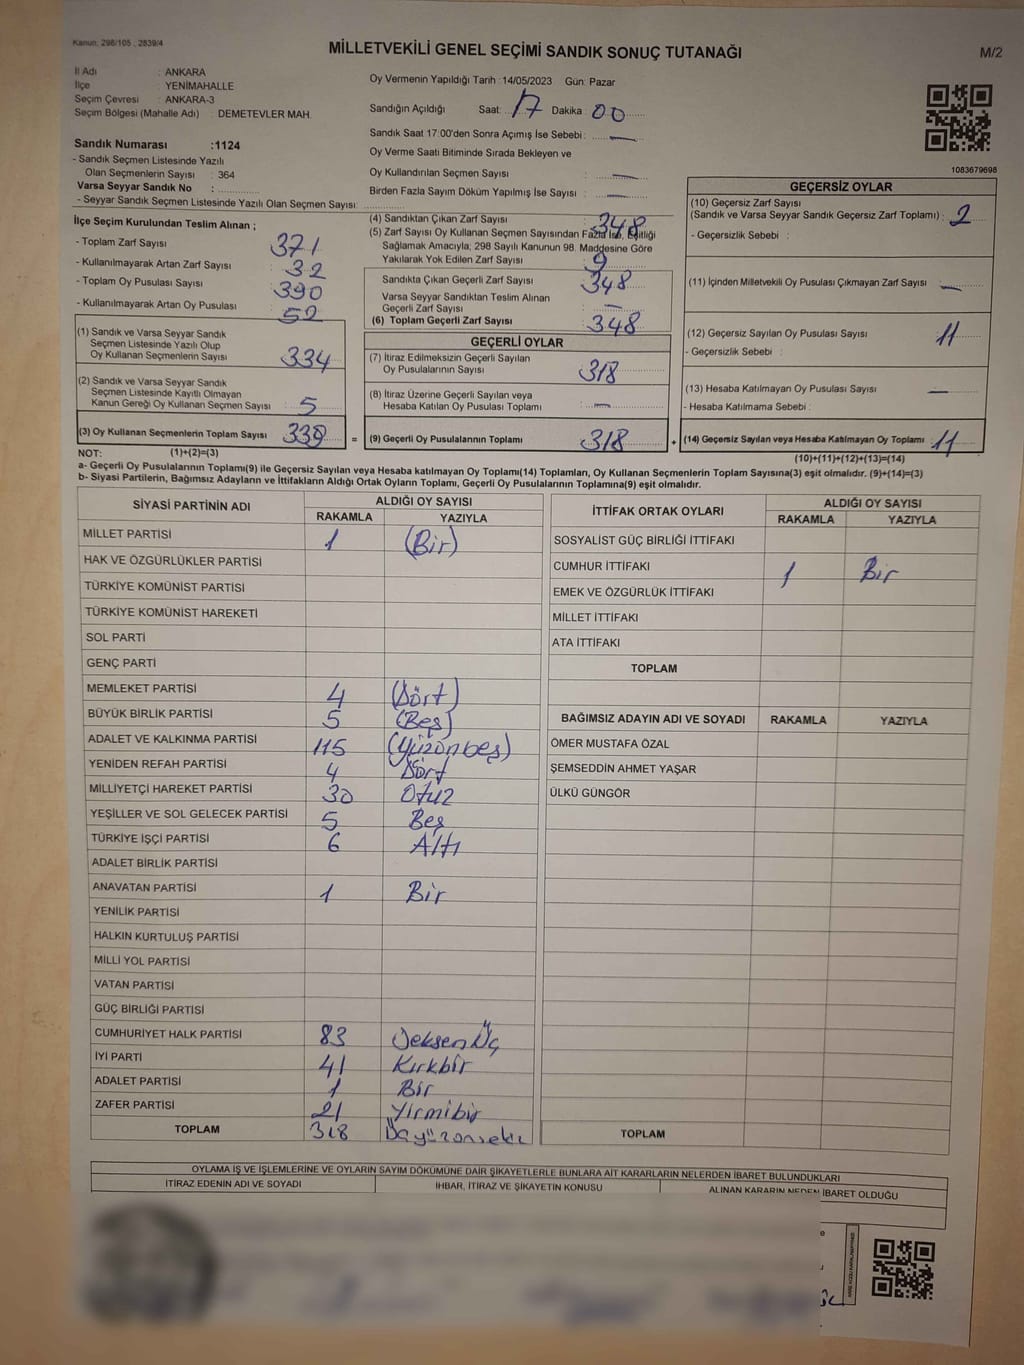 Kanun; 298/105 ; 2839/4
MİLLETVEKİLİ GENEL SEÇİMİ SANDIK SONUÇ TUTANAĞI
M/2
İl Adı : ANKARA
İlçe : YENİMAHALLE
Seçim Çevresi : ANKARA-3
Seçim Bölgesi (Mahalle Adı) : DEMETEVLER MAH.
Sandık Numarası :1124
- Sandık Seçmen Listesinde Yazılı
Olan Seçmenlerin Sayısı : 364
Varsa Seyyar Sandık No :
- Seyyar Sandık Seçmen Listesinde Yazılı Olan Seçmen Sayısı:
Oy Vermenin Yapıldığı Tarih :14/05/2023 Gün: Pazar
Sandığın Açıldığı Saat: 17 Dakika 00
Sandık Saat 17:00'den Sonra Açımış İse Sebebi : —
Oy Verme Saati Bitiminde Sırada Bekleyen ve
Oy Kullandırılan Seçmen Sayısı : —
Birden Fazla Sayım Döküm Yapılmış İse Sayısı : —
1083679698
İlçe Seçim Kurulundan Teslim Alınan ;
- Toplam Zarf Sayısı : 371
- Kullanılmayarak Artan Zarf Sayısı : 32
- Toplam Oy Pusulası Sayısı : 390
- Kullanılmayarak Artan Oy Pusulası : 52
(1) Sandık ve Varsa Seyyar Sandık
Seçmen Listesinde Yazılı Olup
Oy Kullanan Seçmenlerin Sayısı : 334
(2) Sandık ve Varsa Seyyar Sandık
Seçmen Listesinde Kayıtlı Olmayan
Kanun Gereği Oy Kullanan Seçmen Sayısı : 5
(3) Oy Kullanan Seçmenlerin Toplam Sayısı :
(1)+(2)=(3)
(4) Sandıktan Çıkan Zarf Sayısı : 348
(5) Zarf Sayısı Oy Kullanan Seçmen Sayısından Fazla İse, Eşitliği
Sağlamak Amacıyla; 298 Sayılı Kanunun 98. Maddesine Göre
Yakılarak Yok Edilen Zarf Sayısı : 9
Sandıkta Çıkan Geçerli Zarf Sayısı : 348
Varsa Seyyar Sandıktan Teslim Alınan
Geçerli Zarf Sayısı : —
(6) Toplam Geçerli Zarf Sayısı : 348
GEÇERLİ OYLAR
(7) İtiraz Edilmeksizin Geçerli Sayılan
Oy Pusulalarının Sayısı : 318
(8) İtiraz Üzerine Geçerli Sayılan veya
Hesaba Katılan Oy Pusulası Toplamı : —
= (9) Geçerli Oy Pusulalarının Toplamı : 318 +
GEÇERSİZ OYLAR
(10) Geçersiz Zarf Sayısı
(Sandık ve Varsa Seyyar Sandık Geçersiz Zarf Toplamı) : 2
- Geçersizlik Sebebi :
(11) İçinden Milletvekili Oy Pusulası Çıkmayan Zarf Sayısı : —
(12) Geçersiz Sayılan Oy Pusulası Sayısı : 11
- Geçersizlik Sebebi :
(13) Hesaba Katılmayan Oy Pusulası Sayısı : —
- Hesaba Katılmama Sebebi :
(14) Geçersiz Sayılan veya Hesaba Katılmayan Oy Toplamı : 11
(10)+(11)+(12)+(13)=(14)
NOT:
a- Geçerli Oy Pusulalarının Toplamı(9) ile Geçersiz Sayılan veya Hesaba katılmayan Oy Toplamı(14) Toplamları, Oy Kullanan Seçmenlerin Toplam Sayısına(3) eşit olmalıdır. (9)+(14)=(3)
b- Siyasi Partilerin, Bağımsız Adayların ve İttifakların Aldığı Ortak Oyların Toplamı, Geçerli Oy Pusulalarının Toplamına(9) eşit olmalıdır.
SİYASİ PARTİNİN ADI
ALDIĞI OY SAYISI
RAKAMLA YAZIYLA
MİLLET PARTİSİ 1 (Bir)
HAK VE ÖZGÜRLÜKLER PARTİSİ
TÜRKİYE KOMÜNİST PARTİSİ
TÜRKİYE KOMÜNİST HAREKETİ
SOL PARTİ
GENÇ PARTİ
MEMLEKET PARTİSİ 4 (Dört)
BÜYÜK BİRLİK PARTİSİ 5 (Beş)
ADALET VE KALKINMA PARTİSİ 115 (Yüzonbeş)
YENİDEN REFAH PARTİSİ 4 Dört
MİLLİYETÇİ HAREKET PARTİSİ 30 Otuz
YEŞİLLER VE SOL GELECEK PARTİSİ 5 Beş
TÜRKİYE İŞÇİ PARTİSİ 6 Altı
ADALET BİRLİK PARTİSİ
ANAVATAN PARTİSİ 1 Bir
YENİLİK PARTİSİ
HALKIN KURTULUŞ PARTİSİ
MİLLİ YOL PARTİSİ
VATAN PARTİSİ
GÜÇ BİRLİĞİ PARTİSİ
CUMHURİYET HALK PARTİSİ 83 SeksenÜç
İYİ PARTİ 41 Kırkbir
ADALET PARTİSİ 1 Bir
ZAFER PARTİSİ 21 Yirmibir
TOPLAM 318 Üçyüzonsekiz
İTTİFAK ORTAK OYLARI
ALDIĞI OY SAYISI
RAKAMLA YAZIYLA
SOSYALİST GÜÇ BİRLİĞİ İTTİFAKI
CUMHUR İTTİFAKI 1 Bir
EMEK VE ÖZGÜRLÜK İTTİFAKI
MİLLET İTTİFAKI
ATA İTTİFAKI
TOPLAM
BAĞIMSIZ ADAYIN ADI VE SOYADI RAKAMLA YAZIYLA
ÖMER MUSTAFA ÖZAL
ŞEMSEDDİN AHMET YAŞAR
ÜLKÜ GÜNGÖR
TOPLAM
OYLAMA İŞ VE İŞLEMLERİNE VE OYLARIN SAYIM DÖKÜMÜNE DAİR ŞİKAYETLERLE BUNLARA AİT KARARLARIN NELERDEN İBARET BULUNDUKLARI
İTİRAZ EDENİN ADI VE SOYADI
İHBAR, İTİRAZ VE ŞİKAYETİN KONUSU
ALINAN KARARIN NEDEN İBARET OLDUĞU